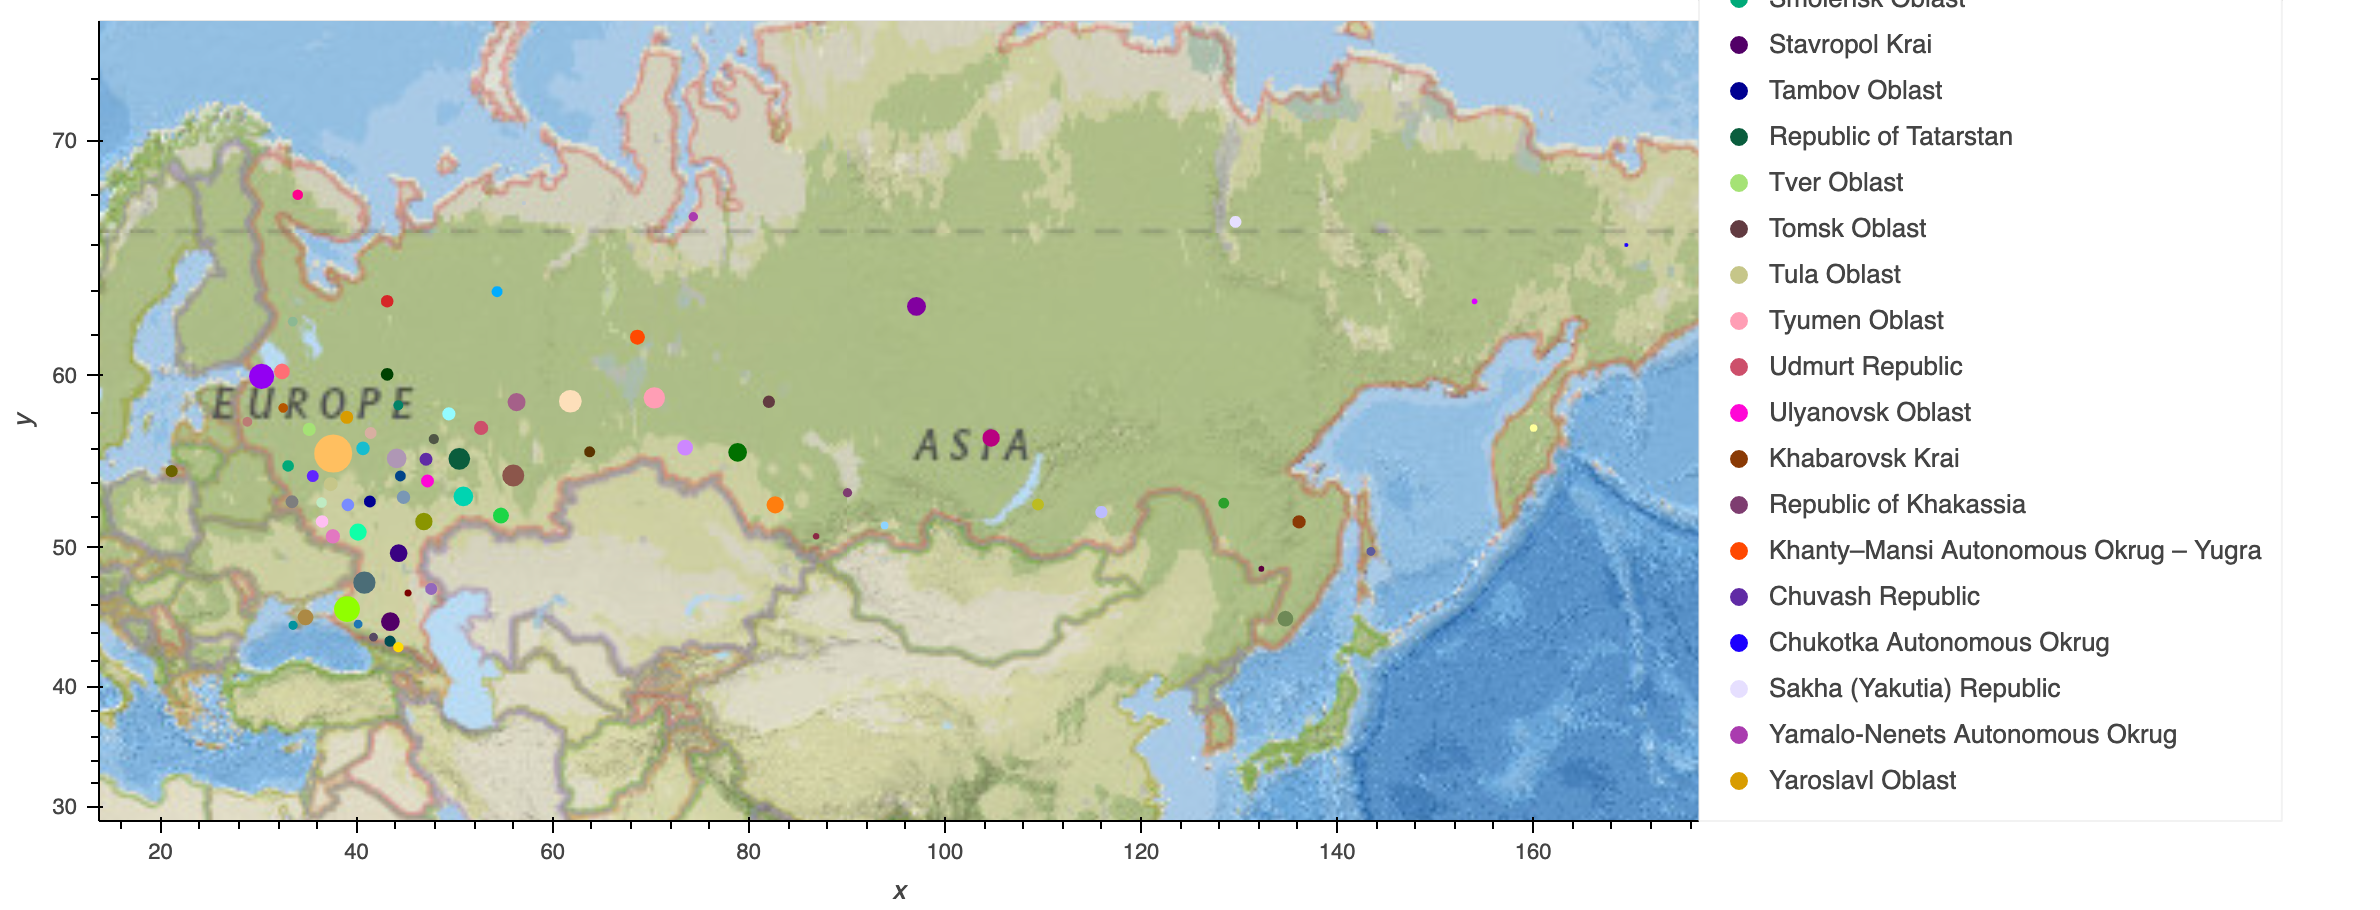 Smolensk Oblast
Stavropol Krai
Tambov Oblast
Republic of Tatarstan
Tver Oblast
Tomsk Oblast
Tula Oblast
Tyumen Oblast
Udmurt Republic
Ulyanovsk Oblast
Khabarovsk Krai
Republic of Khakassia
Khanty–Mansi Autonomous Okrug – Yugra
Chuvash Republic
Chukotka Autonomous Okrug
Sakha (Yakutia) Republic
Yamalo-Nenets Autonomous Okrug
Yaroslavl Oblast
EUROPE
ASIA
y
70
60
50
40
30
20 40 60 80 100 120 140 160
x